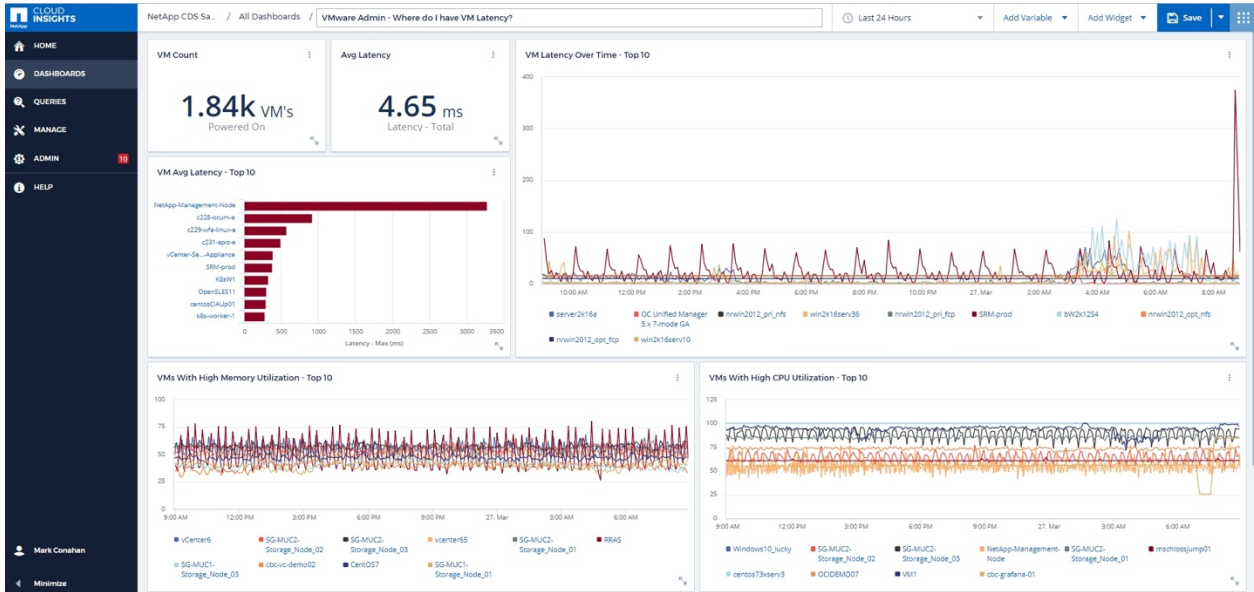 CLOUD INSIGHTS
NetApp
NetApp CDS Sa... / All Dashboards / VMware Admin - Where do I have VM Latency?
Last 24 Hours
Add Variable
Add Widget
Save
HOME
DASHBOARDS
QUERIES
MANAGE
ADMIN 10
HELP
Mark Conahan
Minimize
VM Count
1.84k VM's
Powered On
Avg Latency
4.65 ms
Latency - Total
VM Avg Latency - Top 10
NetApp-Management-Node
c228-ocum-e
c229-wfa-linux-e
c231-apis-e
vCenter-Se...-Appliance
SRM-prod
K8pW1
OpenSLES11
centosCIAUp01
k8s-worker-1
0 500 1000 1500 2000 2500 3000 3500
Latency - Max (ms)
VM Latency Over Time - Top 10
400
300
200
100
0
10:00 AM 12:00 PM 2:00 PM 4:00 PM 6:00 PM 8:00 PM 10:00 PM 27. Mar 2:00 AM 4:00 AM 6:00 AM 8:00 AM
server2k16a
OC Unified Manager
5.x 7-mode GA
nrwin2012_pri_nfs
win2k16serv36
nrwin2012_pri_fcp
SRM-prod
bW2k12S4
nrwin2012_opt_nfs
nrwin2012_opt_fcp
win2k16serv10
VMs With High Memory Utilization - Top 10
100
75
50
25
0
9:00 AM 12:00 PM 3:00 PM 6:00 PM 9:00 PM 27. Mar 3:00 AM 6:00 AM
vCenter6
SG-MUC2-
Storage_Node_02
SG-MUC2-
Storage_Node_03
vcenter65
SG-MUC2-
Storage_Node_01
RRAS
SG-MUC1-
Storage_Node_03
cbc-vc-demo02
CentOS7
SG-MUC1-
Storage_Node_01
VMs With High CPU Utilization - Top 10
125
100
75
50
25
0
9:00 AM 12:00 PM 3:00 PM 6:00 PM 9:00 PM 27. Mar 3:00 AM 6:00 AM
Windows10_lucky
SG-MUC2-
Storage_Node_02
SG-MUC2-
Storage_Node_03
NetApp-Management-
Node
SG-MUC2-
Storage_Node_01
mschiossjump01
centos73xserv3
OCIDEMO07
VM1
cbc-grafana-01